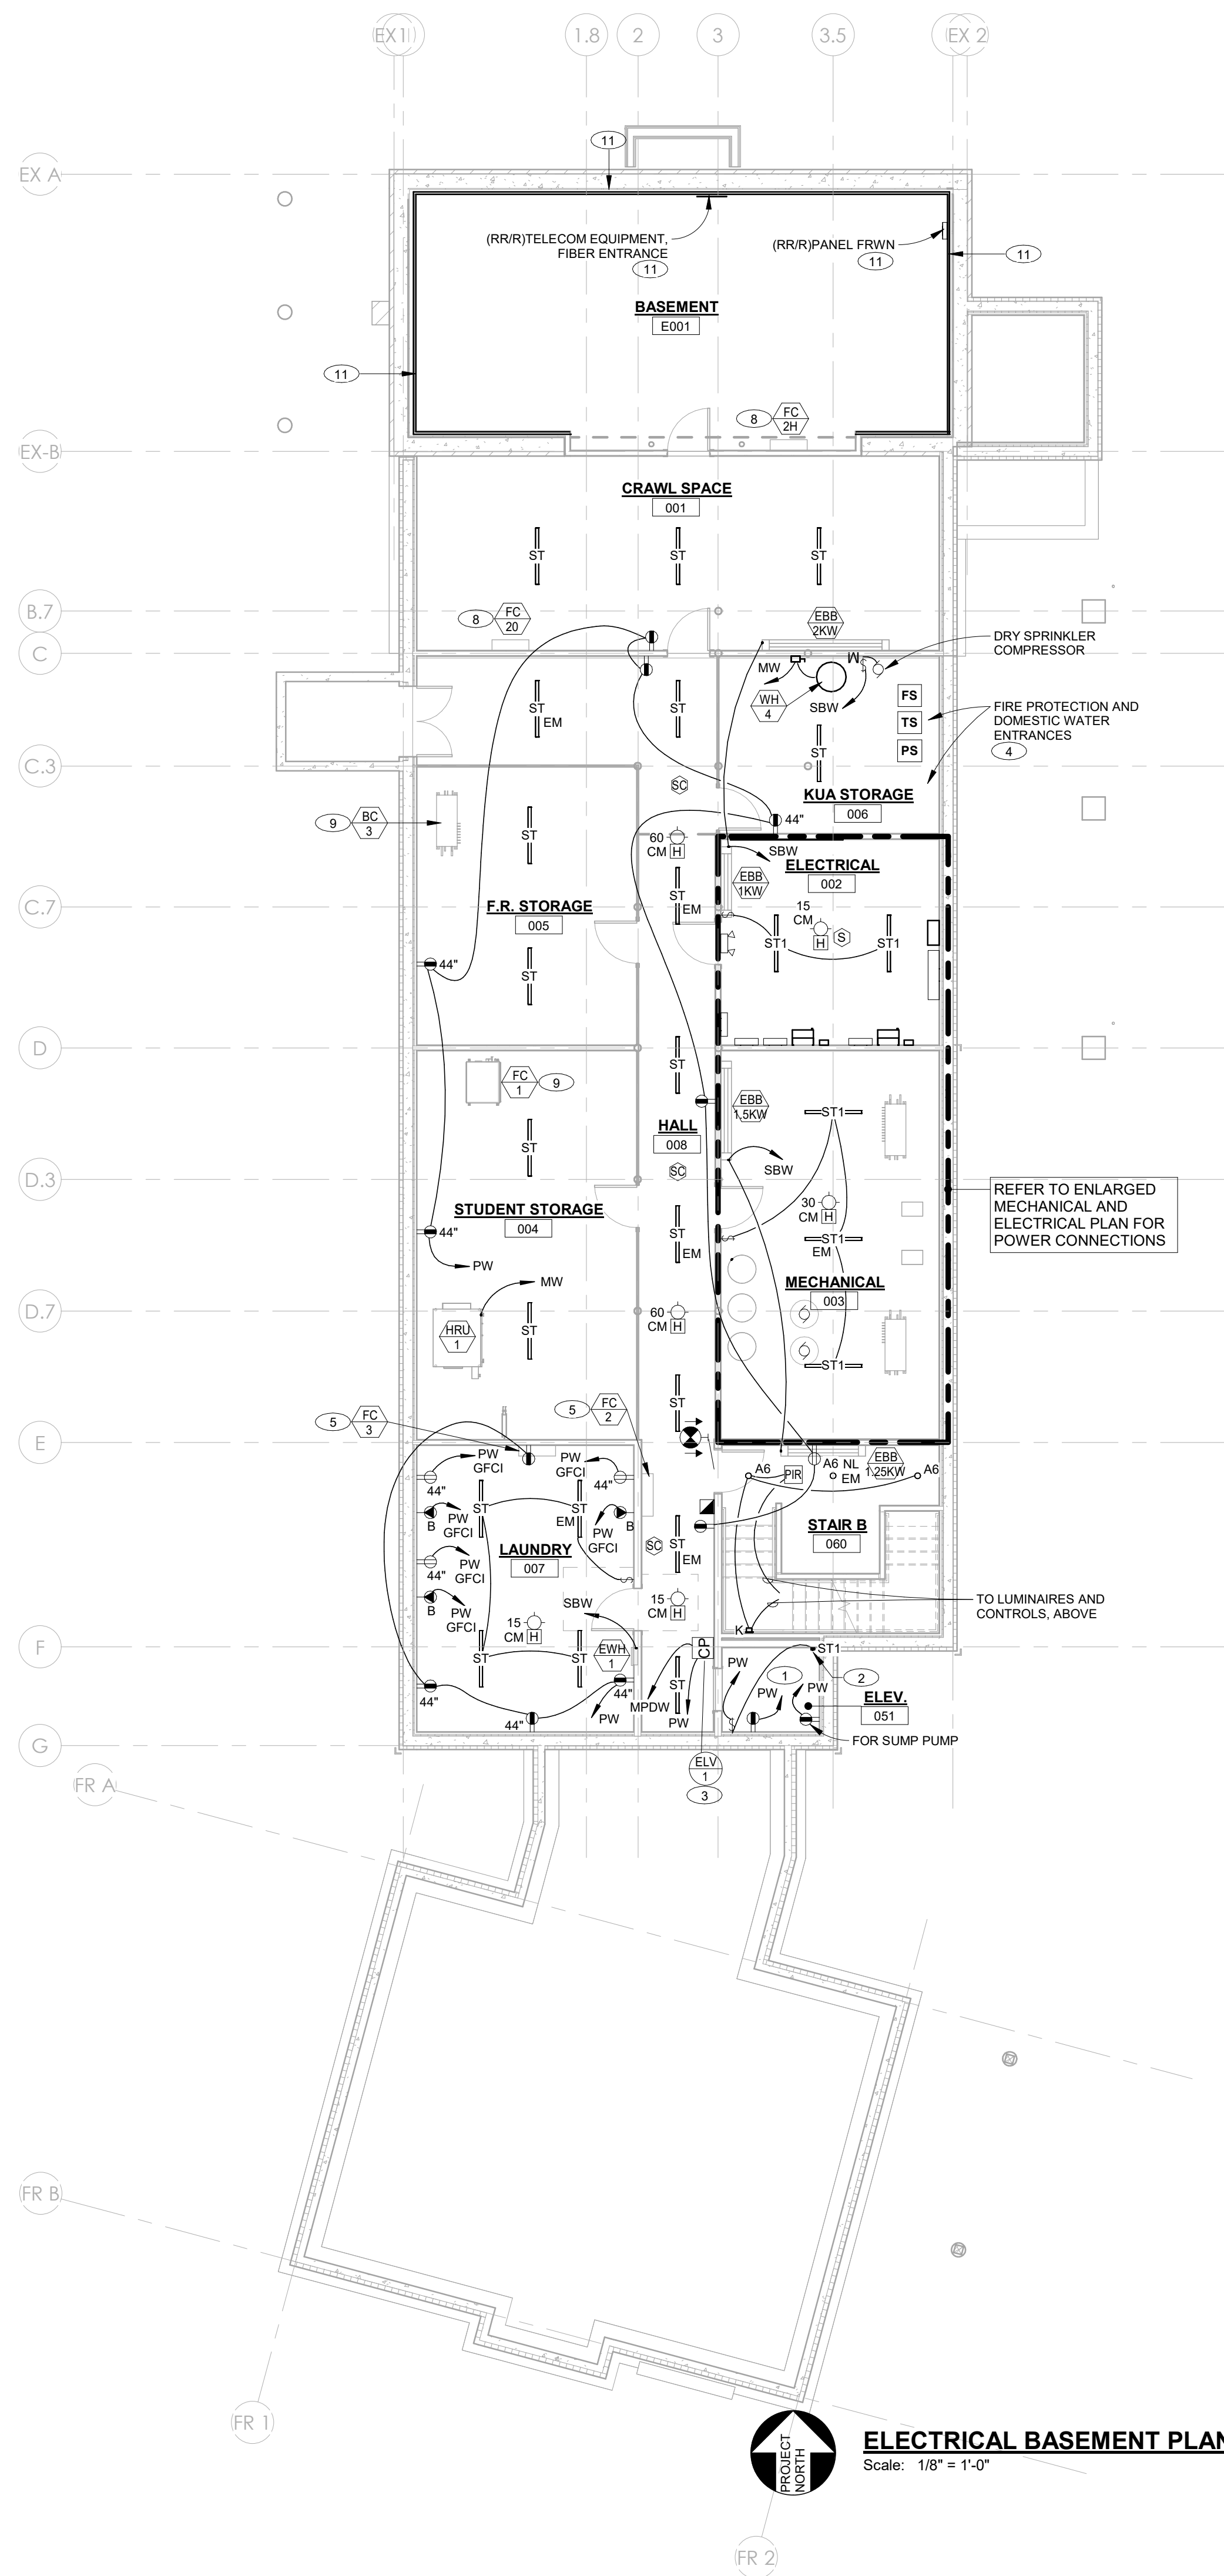 EX 1
1.8
2
3
3.5
EX 2
EX A
11
(RR/R)TELECOM EQUIPMENT,
FIBER ENTRANCE
11
(RR/R)PANEL FRWN
11
11
BASEMENT
E001
11
8
FC
2H
EX-B
CRAWL SPACE
001
ST
ST
ST
B.7
8
FC
20
EBB
2KW
C
DRY SPRINKLER
COMPRESSOR
MW
M
$
WH
4
SBW
FS
TS
PS
FIRE PROTECTION AND
DOMESTIC WATER
ENTRANCES
4
ST
EM
ST
ST
C.3
SC
KUA STORAGE
006
9
BC
3
ST
44"
60
CM
H
SBW
ELECTRICAL
002
EBB
1KW
ST
EM
C.7
F.R. STORAGE
005
15
CM
H
S
ST1
ST1
44"
ST
D
ST
FC
1
9
EBB
1.5KW
ST1
HALL
008
ST
SC
SBW
D.3
REFER TO ENLARGED
MECHANICAL AND
ELECTRICAL PLAN FOR
POWER CONNECTIONS
STUDENT STORAGE
004
30
CM
H
44"
ST
EM
ST1
EM
PW
MW
MECHANICAL
003
D.7
60
CM
H
HRU
1
ST
ST1
5
FC
3
5
FC
2
ST
E
PW
GFCI
PW
GFCI
44"
44"
A6
PIR
A6 NL
EM
EBB
1.25KW
A6
B
PW
GFCI
ST
ST
EM
PW
GFCI
B
STAIR B
060
LAUNDRY
007
SC
ST
EM
44"
PW
GFCI
B
PW
GFCI
SBW
15
CM
H
15
CM
H
TO LUMINAIRES AND
CONTROLS, ABOVE
K
F
ST
ST
EWH
1
CP
ST1
PW
1
2
44"
44"
ST
MPDW
PW
PW
PW
ELEV.
051
44"
PW
$
FOR SUMP PUMP
G
ELV
1
3
FR A
FR B
FR 1
FR 2
PROJECT
NORTH
ELECTRICAL BASEMENT PLAN
Scale: 1/8" = 1'-0"